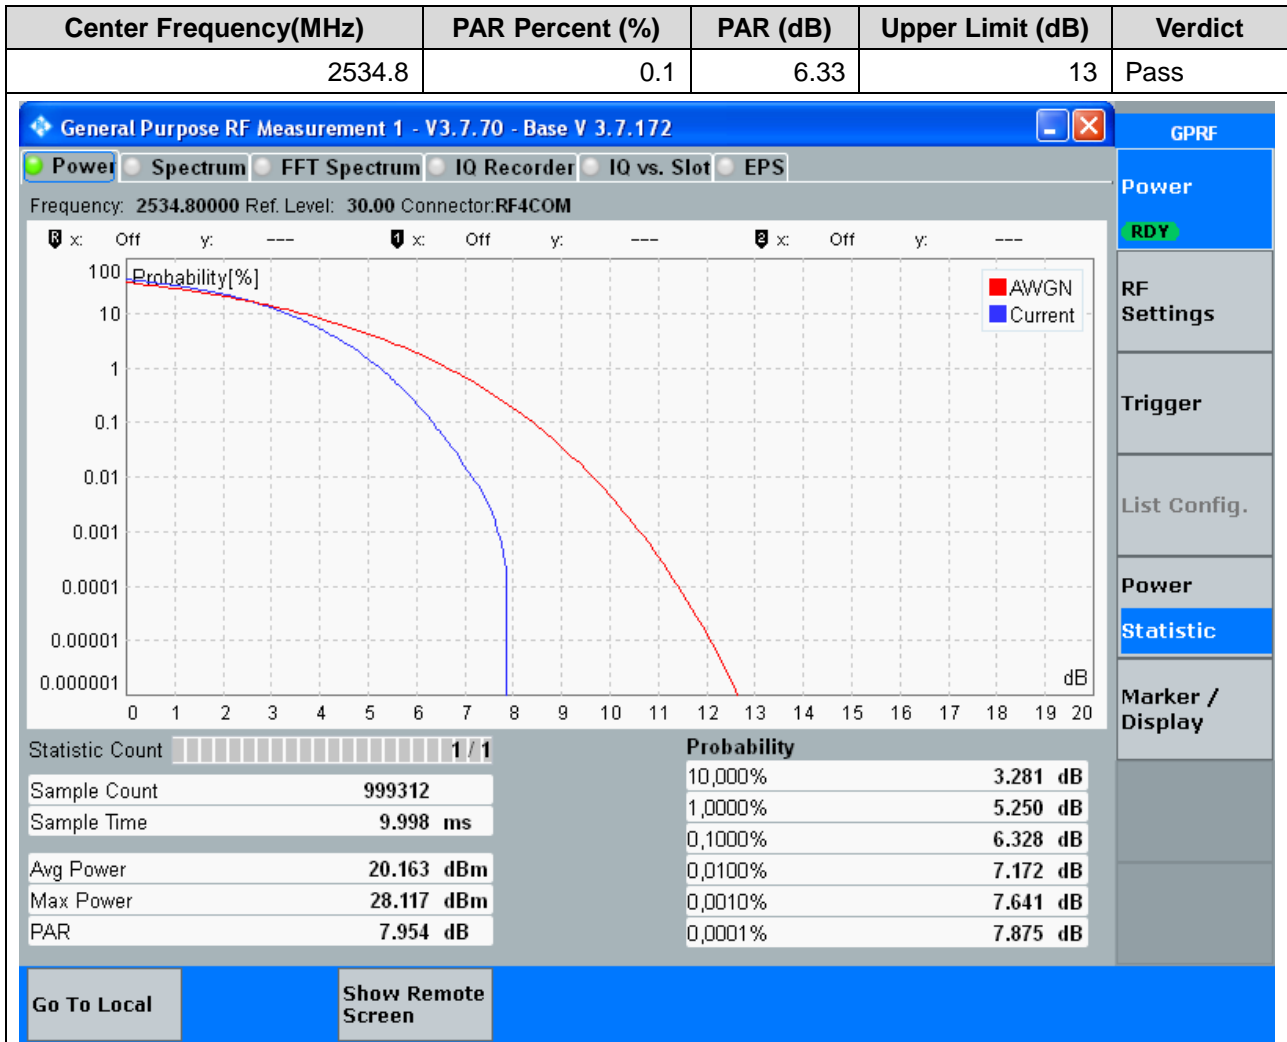 Center Frequency(MHz) PAR Percent (%) PAR (dB) Upper Limit (dB) Verdict
2534.8 0.1 6.33 13 Pass
General Purpose RF Measurement 1 - V3.7.70 - Base V 3.7.172
GPRF
Power Spectrum FFT Spectrum IQ Recorder IQ vs. Slot EPS
Power
RDY
Frequency: 2534.80000 Ref. Level: 30.00 Connector:RF4COM
R x: Off y: --- 1 x: Off y: --- 2 x: Off y: ---
Probability[%]
AWGN
Current
100
10
1
0.1
0.01
0.001
0.0001
0.00001
0.000001
dB
0 1 2 3 4 5 6 7 8 9 10 11 12 13 14 15 16 17 18 19 20
RF
Settings
Trigger
List Config.
Power
Statistic
Marker /
Display
Statistic Count 1 / 1
Sample Count 999312
Sample Time 9.998 ms
Avg Power 20.163 dBm
Max Power 28.117 dBm
PAR 7.954 dB
Probability
10,000% 3.281 dB
1,0000% 5.250 dB
0,1000% 6.328 dB
0,0100% 7.172 dB
0,0010% 7.641 dB
0,0001% 7.875 dB
Go To Local
Show Remote
Screen